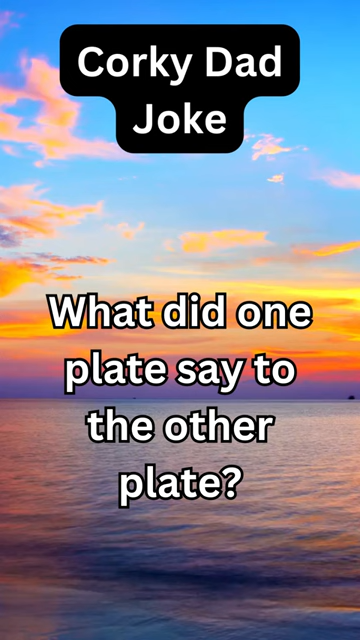 Corky Dad
Joke
What did one
plate say to
the other
plate?